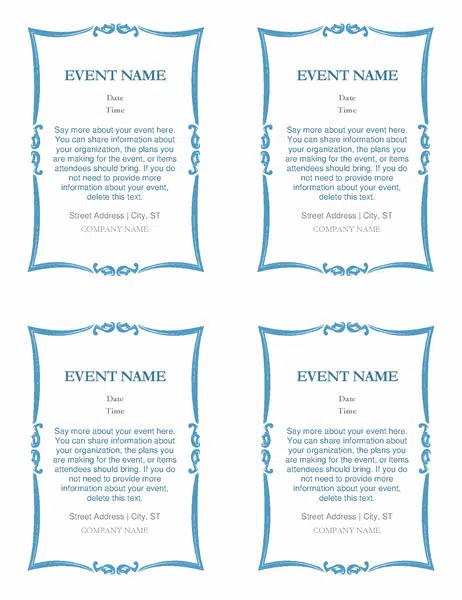 EVENT NAME
Date
Time
Say more about your event here.
You can share information about
your organization, the plans you
are making for the event, or items
attendees should bring. If you do
not need to provide more
information about your event,
delete this text.
Street Address | City, ST
COMPANY NAME
EVENT NAME
Date
Time
Say more about your event here.
You can share information about
your organization, the plans you
are making for the event, or items
attendees should bring. If you do
not need to provide more
information about your event,
delete this text.
Street Address | City, ST
COMPANY NAME
EVENT NAME
Date
Time
Say more about your event here.
You can share information about
your organization, the plans you
are making for the event, or items
attendees should bring. If you do
not need to provide more
information about your event,
delete this text.
Street Address | City, ST
COMPANY NAME
EVENT NAME
Date
Time
Say more about your event here.
You can share information about
your organization, the plans you
are making for the event, or items
attendees should bring. If you do
not need to provide more
information about your event,
delete this text.
Street Address | City, ST
COMPANY NAME